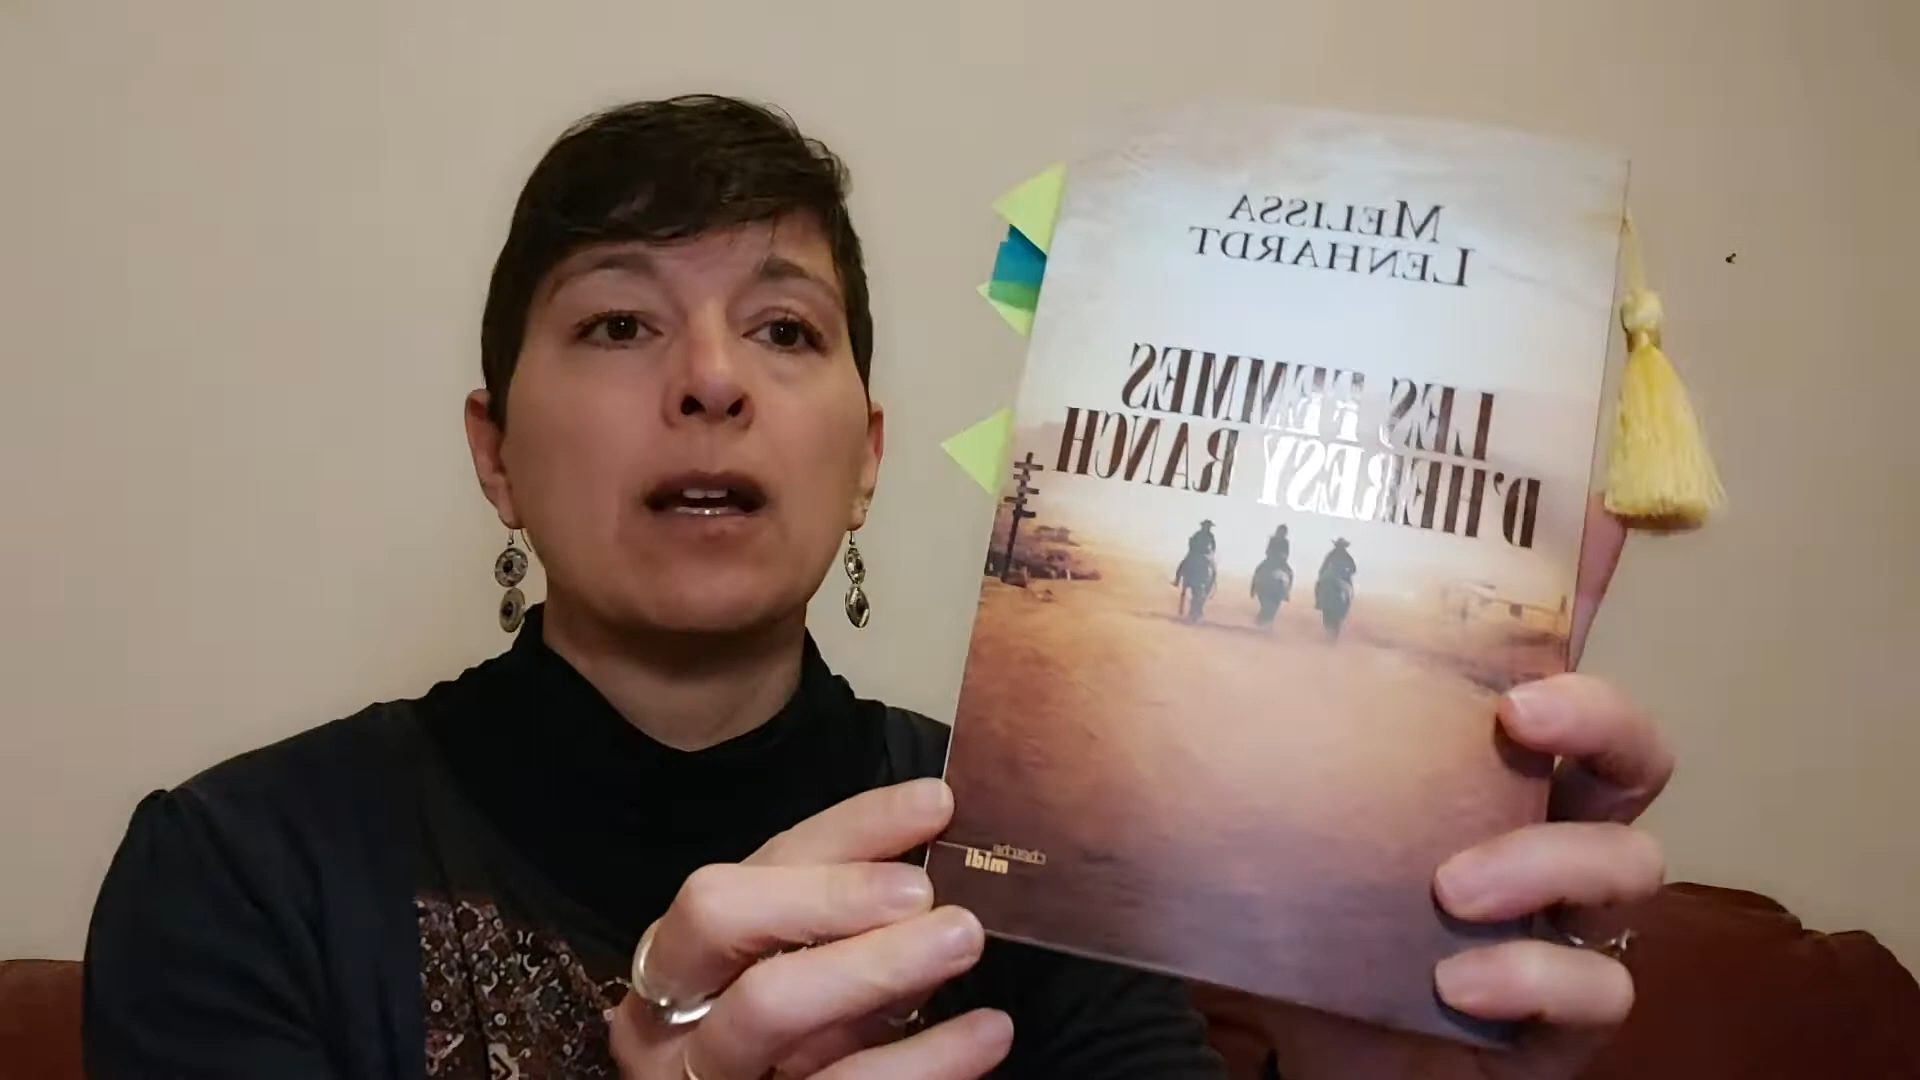 MELISSA
LENHARDT
LES FEMMES
D'HERESY RANCH
cherche
midi